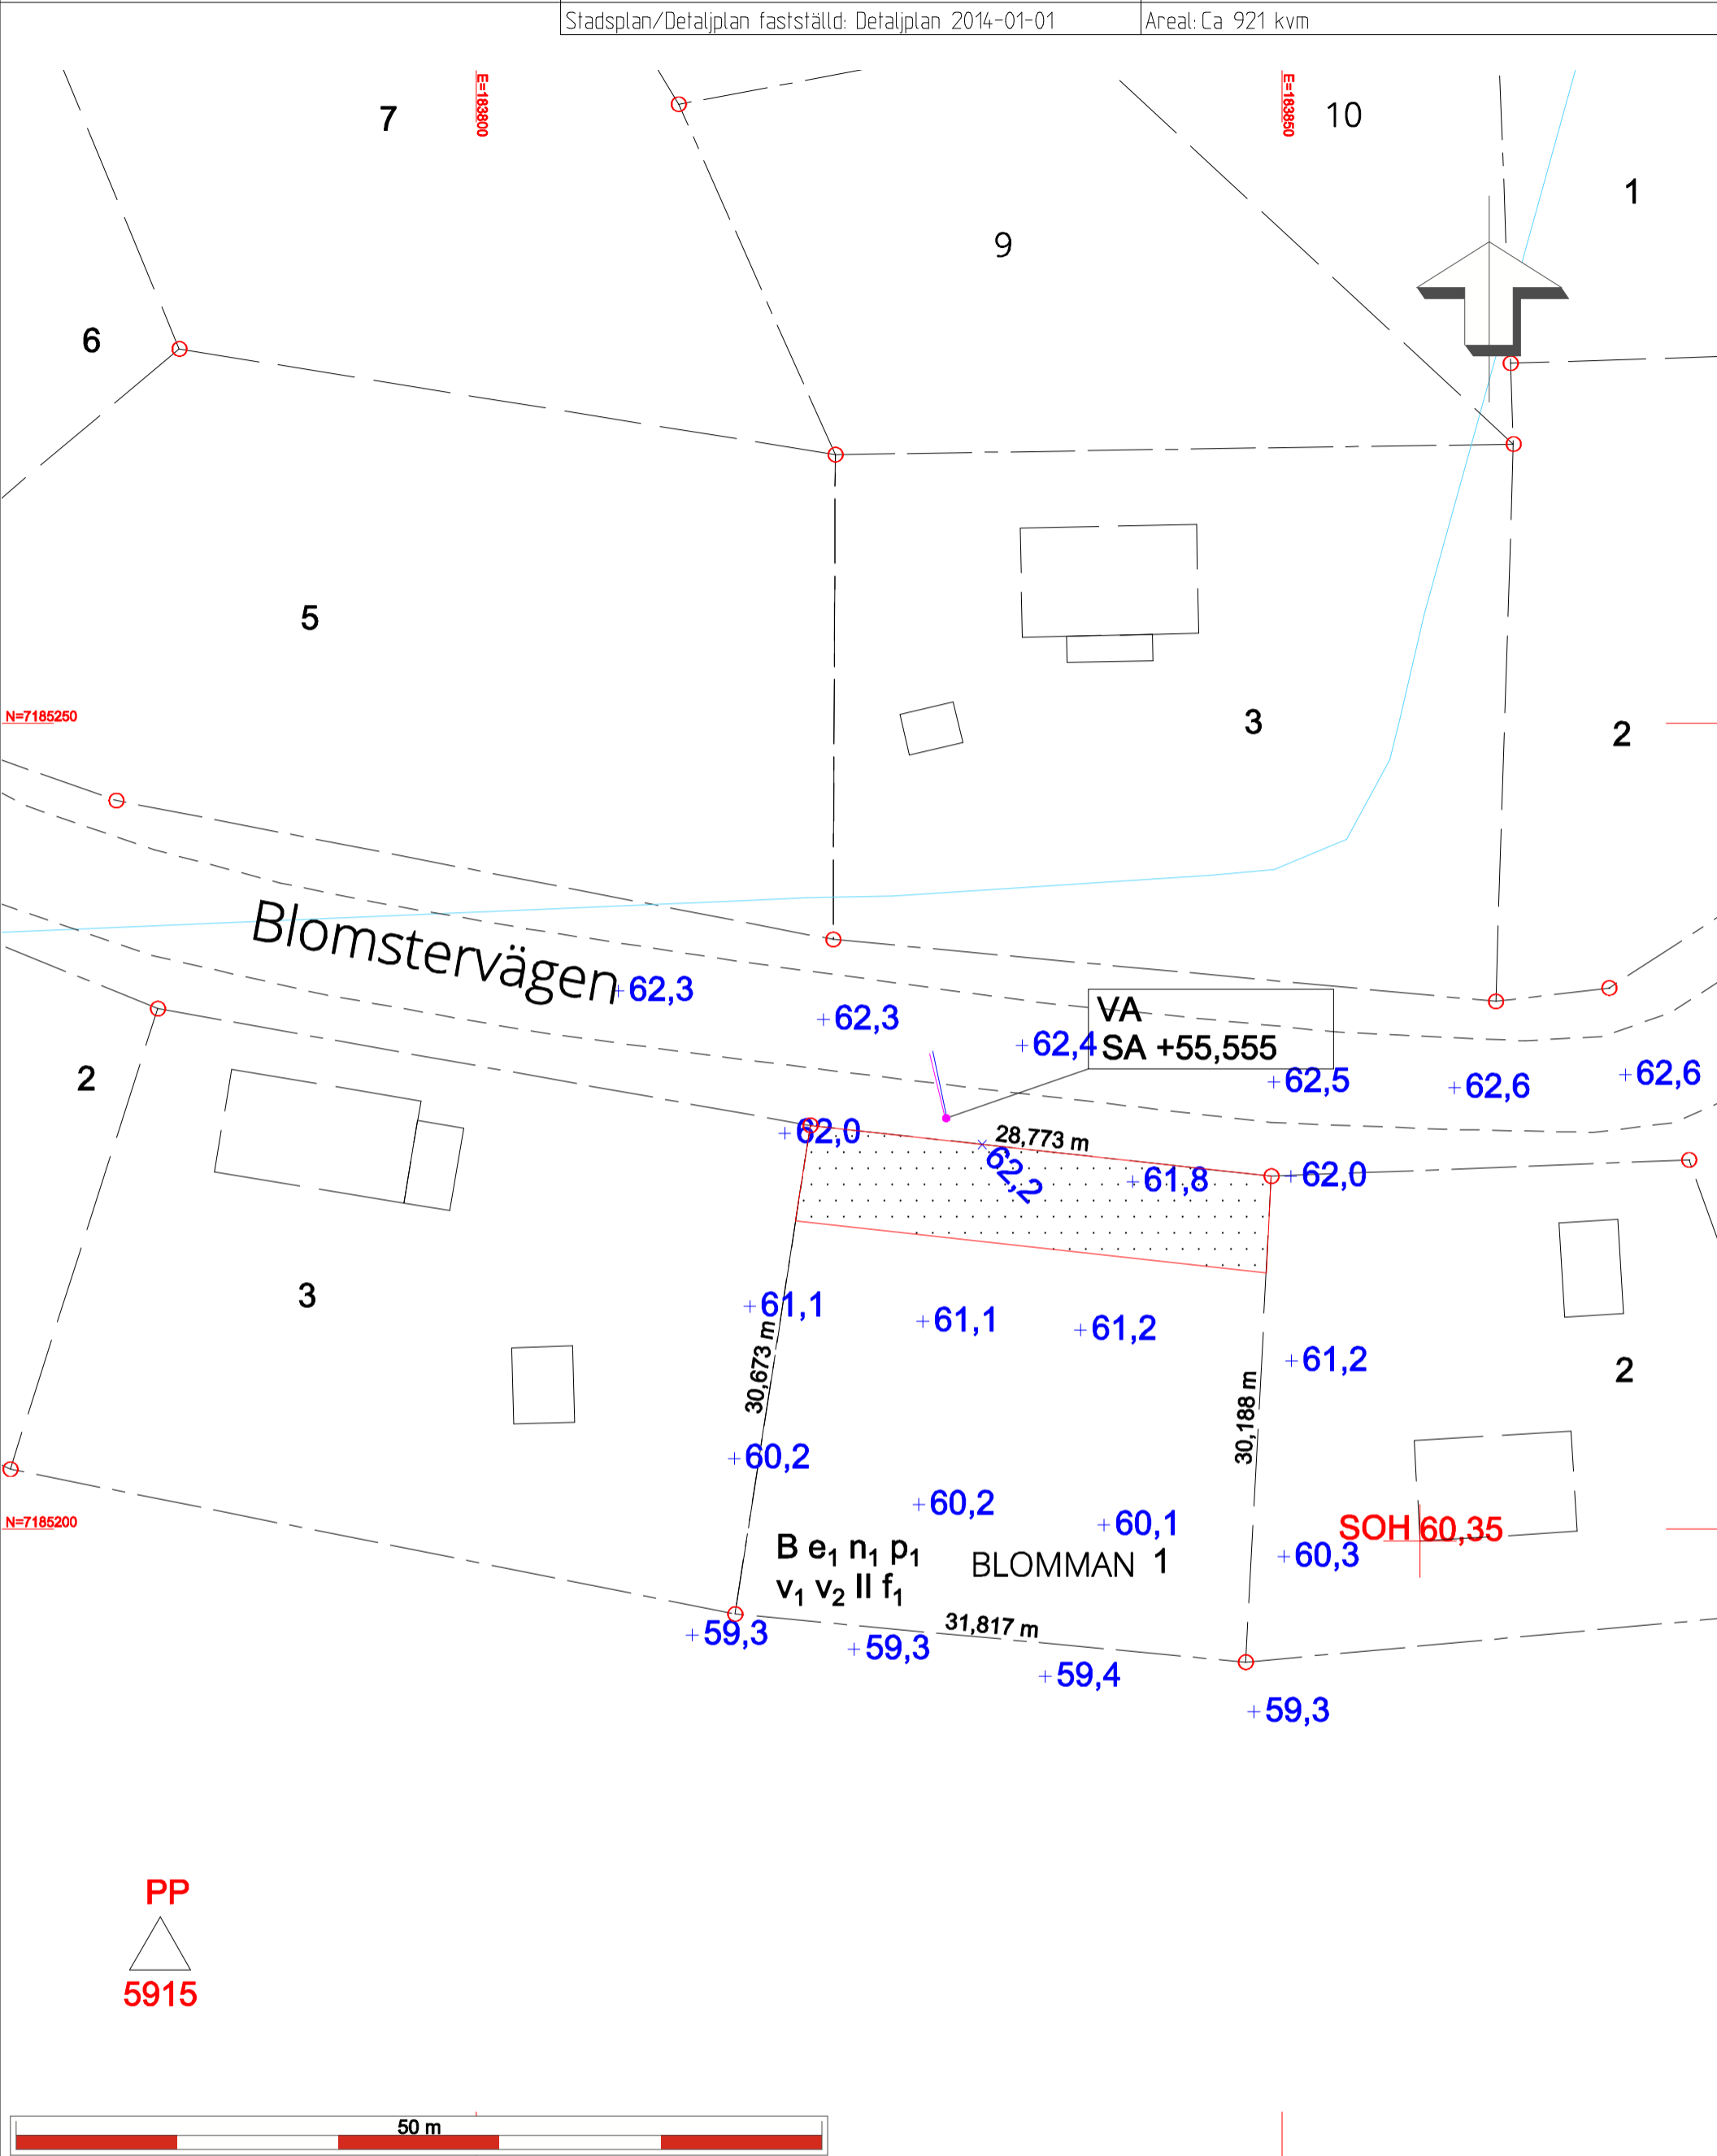 Stadsplan/Detaljplan fastställd: Detaljplan 2014-01-01
Areal: Ca 921 kvm
E=183800
E=183850
7
10
1
9
6
5
3
2
N=7185250
Blomstervägen
+62,3
+62,3
+62,4
VA
SA +55,555
+62,5
+62,6
+62,6
2
+62,0
28,773 m
62,2
+61,8
+62,0
3
+61,1
+61,1
+61,2
+61,2
2
30,673 m
30,188 m
+60,2
+60,2
+60,1
N=7185200
SOH 60,35
+60,3
B e₁ n₁ p₁
v₁ v₂ II f₁
BLOMMAN 1
+59,3
+59,3
31,817 m
+59,4
+59,3
PP
5915
50 m